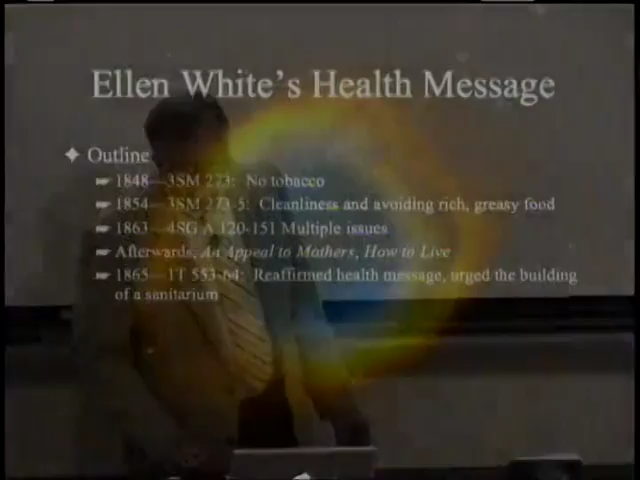 Ellen White's Health Message
✦ Outline
☛ 1848—3SM 273: No tobacco
☛ 1854—3SM 273-5: Cleanliness and avoiding rich, greasy food
☛ 1863—4SG A 120-151 Multiple issues
☛ Afterwards, An Appeal to Mothers, How to Live
☛ 1865—1T 553-64: Reaffirmed health message, urged the building
of a sanitarium